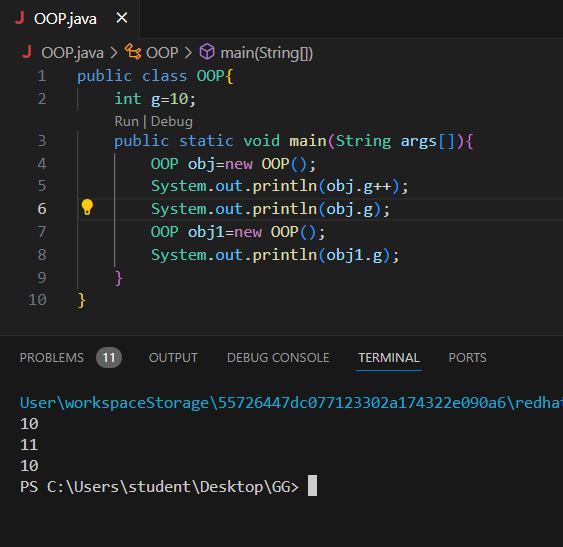 J OOP.java ×
J OOP.java > OOP > main(String[])
1 public class OOP{
2 int g=10;
Run | Debug
3 public static void main(String args[]){
4 OOP obj=new OOP();
5 System.out.println(obj.g++);
6 System.out.println(obj.g);
7 OOP obj1=new OOP();
8 System.out.println(obj1.g);
9 }
10 }
PROBLEMS 11 OUTPUT DEBUG CONSOLE TERMINAL PORTS
User\workspaceStorage\55726447dc077123302a174322e090a6\redha
10
11
10
PS C:\Users\student\Desktop\GG>